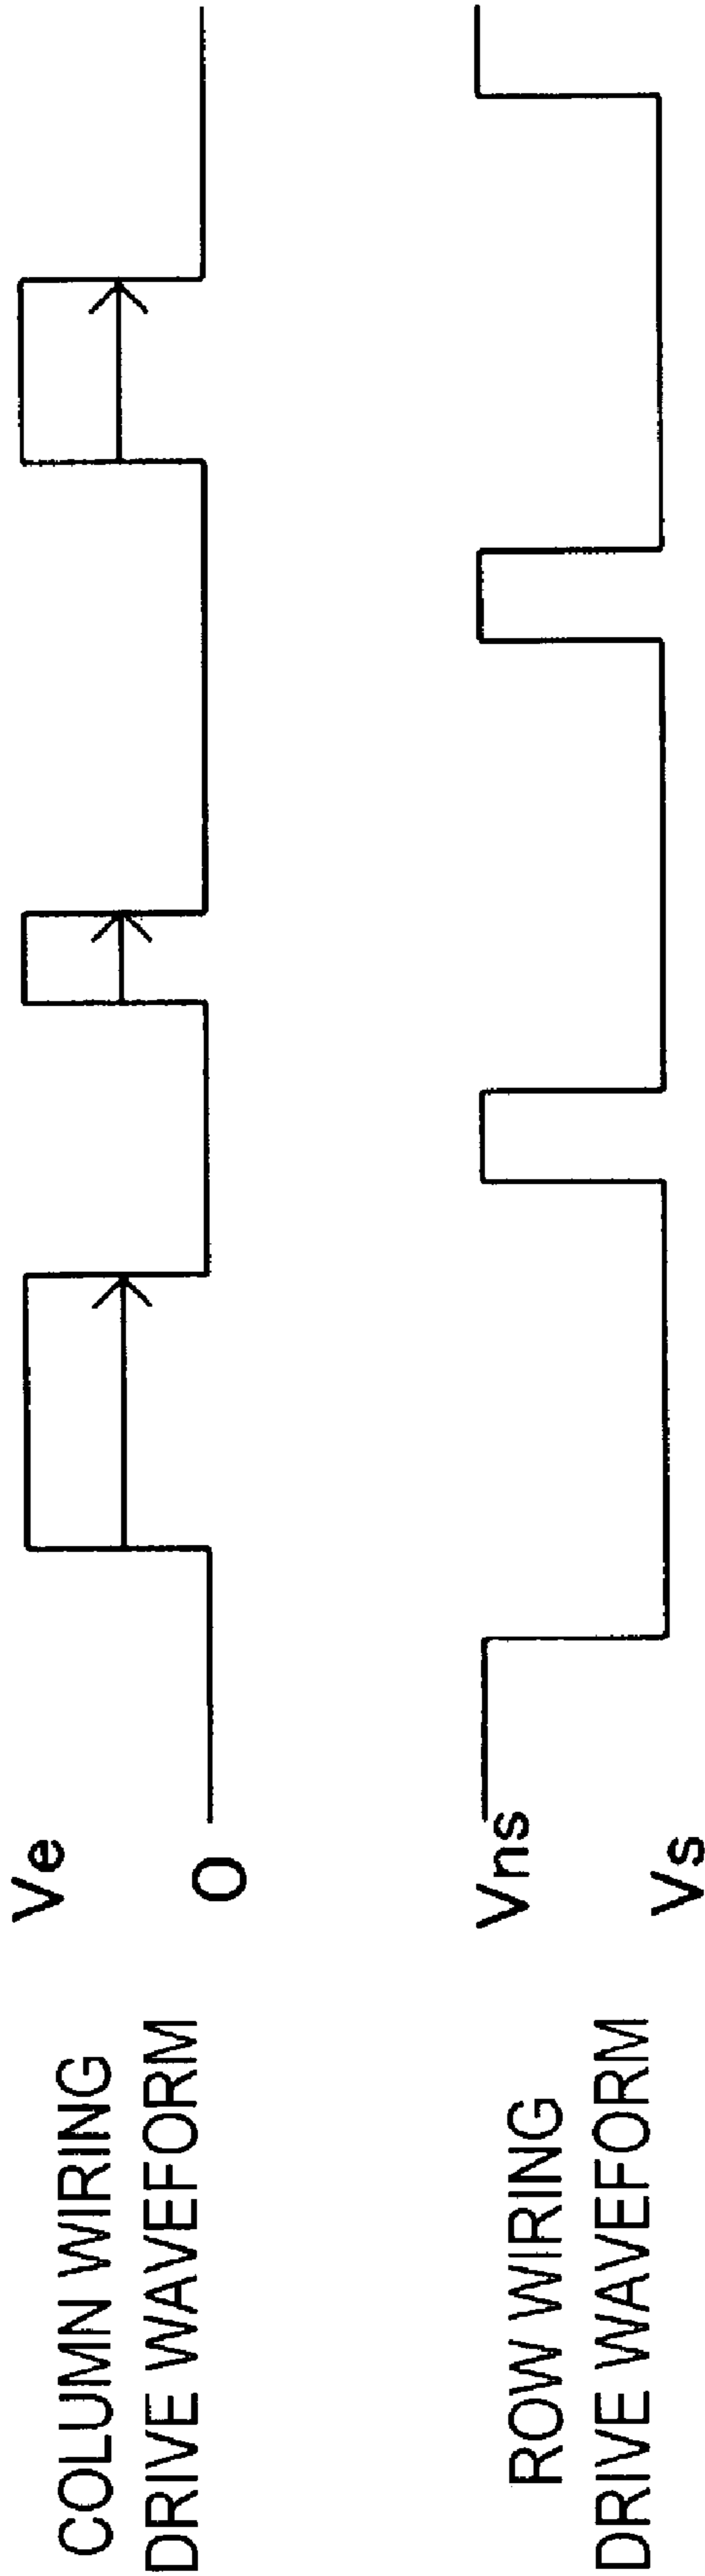 COLUMN WIRING
DRIVE WAVEFORM
Ve
0
ROW WIRING
DRIVE WAVEFORM
Vns
Vs